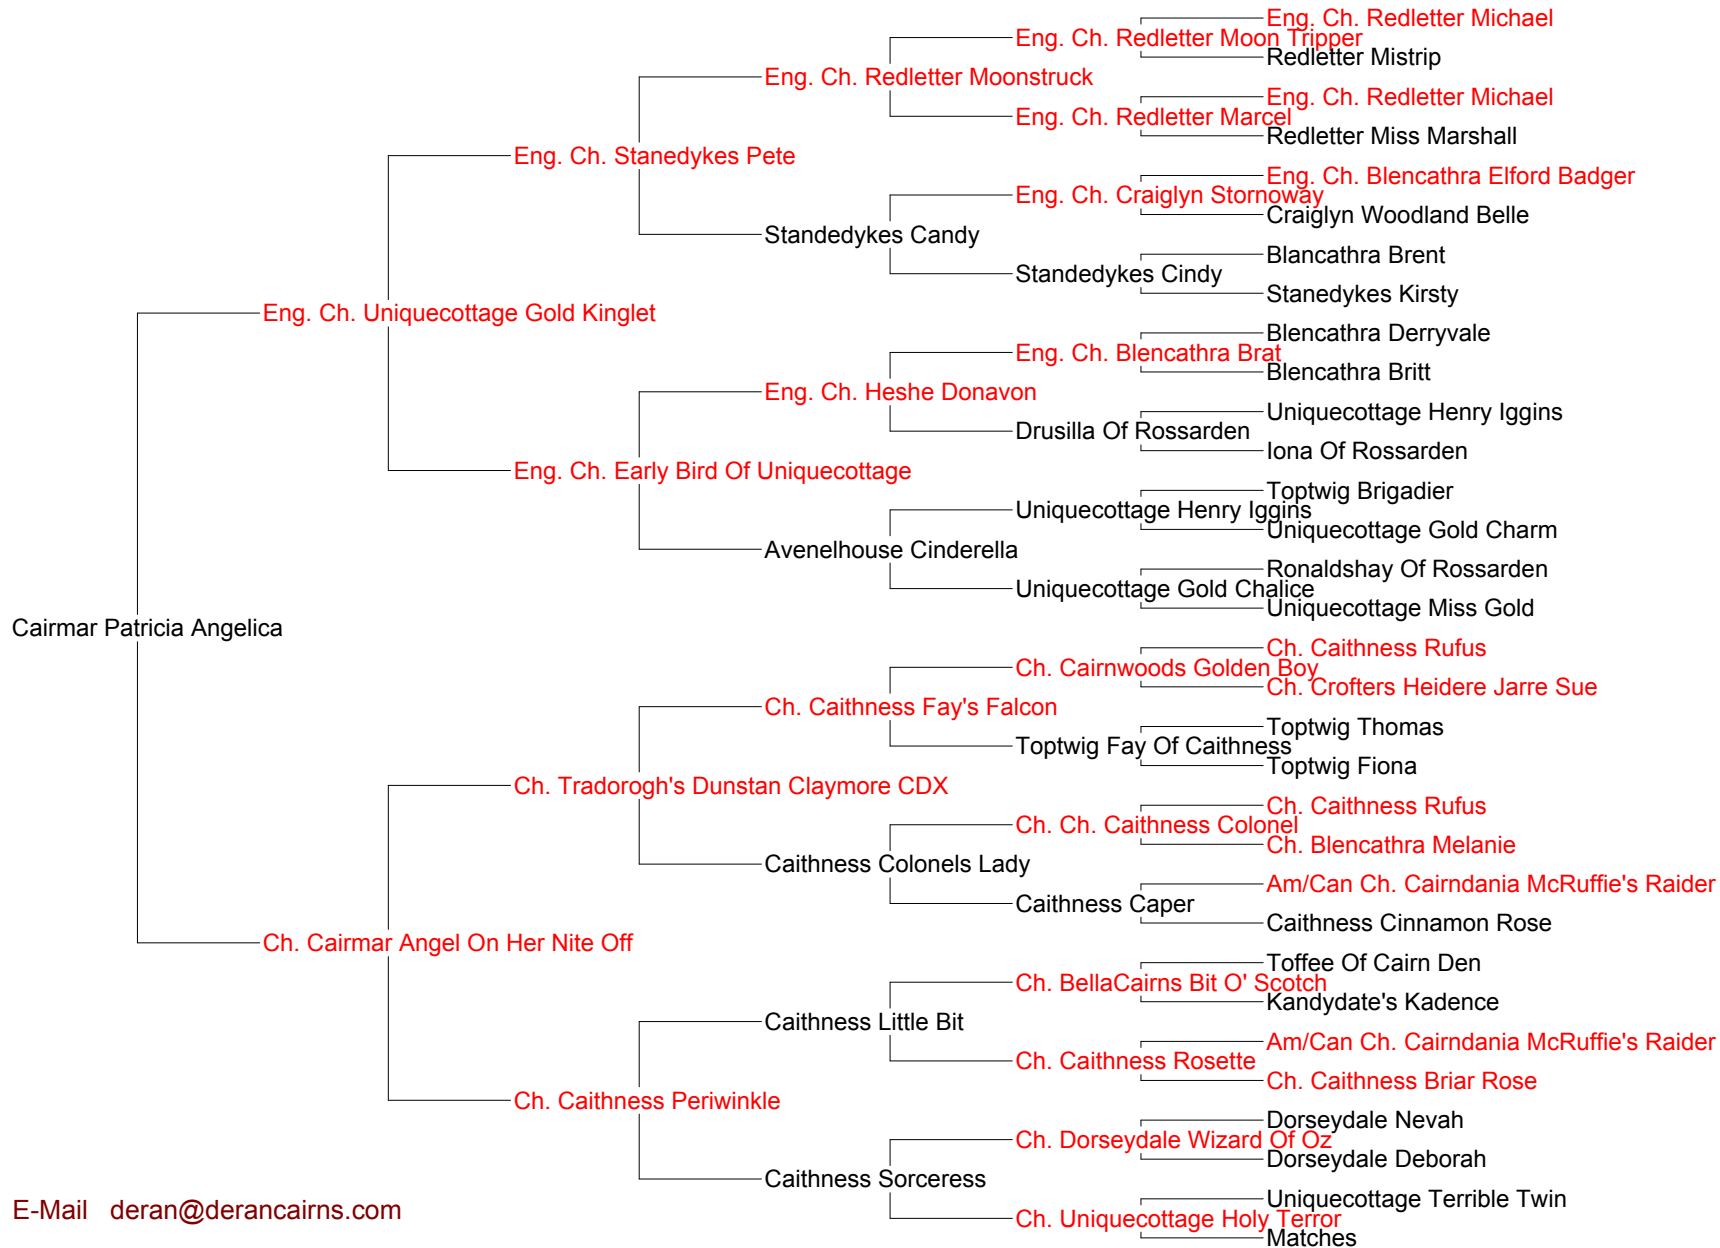 Eng. Ch. Redletter Michael
Eng. Ch. Redletter Moon Tripper
Redletter Mistrip
Eng. Ch. Redletter Moonstruck
Eng. Ch. Redletter Michael
Eng. Ch. Redletter Marcel
Redletter Miss Marshall
Eng. Ch. Stanedykes Pete
Eng. Ch. Blencathra Elford Badger
Eng. Ch. Craiglyn Stornoway
Craiglyn Woodland Belle
Standedykes Candy
Blancathra Brent
Standedykes Cindy
Stanedykes Kirsty
Eng. Ch. Uniquecottage Gold Kinglet
Blencathra Derryvale
Eng. Ch. Blencathra Brat
Blencathra Britt
Eng. Ch. Heshe Donavon
Uniquecottage Henry Iggins
Drusilla Of Rossarden
Iona Of Rossarden
Eng. Ch. Early Bird Of Uniquecottage
Toptwig Brigadier
Uniquecottage Henry Iggins
Uniquecottage Gold Charm
Avenelhouse Cinderella
Ronaldshay Of Rossarden
Uniquecottage Gold Chalice
Uniquecottage Miss Gold
Cairmar Patricia Angelica
Ch. Caithness Rufus
Ch. Cairnwoods Golden Boy
Ch. Crofters Heidere Jarre Sue
Ch. Caithness Fay's Falcon
Toptwig Thomas
Toptwig Fay Of Caithness
Toptwig Fiona
Ch. Tradorogh's Dunstan Claymore CDX
Ch. Caithness Rufus
Ch. Ch. Caithness Colonel
Ch. Blencathra Melanie
Caithness Colonels Lady
Am/Can Ch. Cairndania McRuffie's Raider
Caithness Caper
Caithness Cinnamon Rose
Ch. Cairmar Angel On Her Nite Off
Toffee Of Cairn Den
Ch. BellaCairns Bit O' Scotch
Kandydate's Kadence
Caithness Little Bit
Am/Can Ch. Cairndania McRuffie's Raider
Ch. Caithness Rosette
Ch. Caithness Briar Rose
Ch. Caithness Periwinkle
Dorseydale Nevah
Ch. Dorseydale Wizard Of Oz
Dorseydale Deborah
Caithness Sorceress
Uniquecottage Terrible Twin
Ch. Uniquecottage Holy Terror
Matches
E-Mail deran@derancairns.com